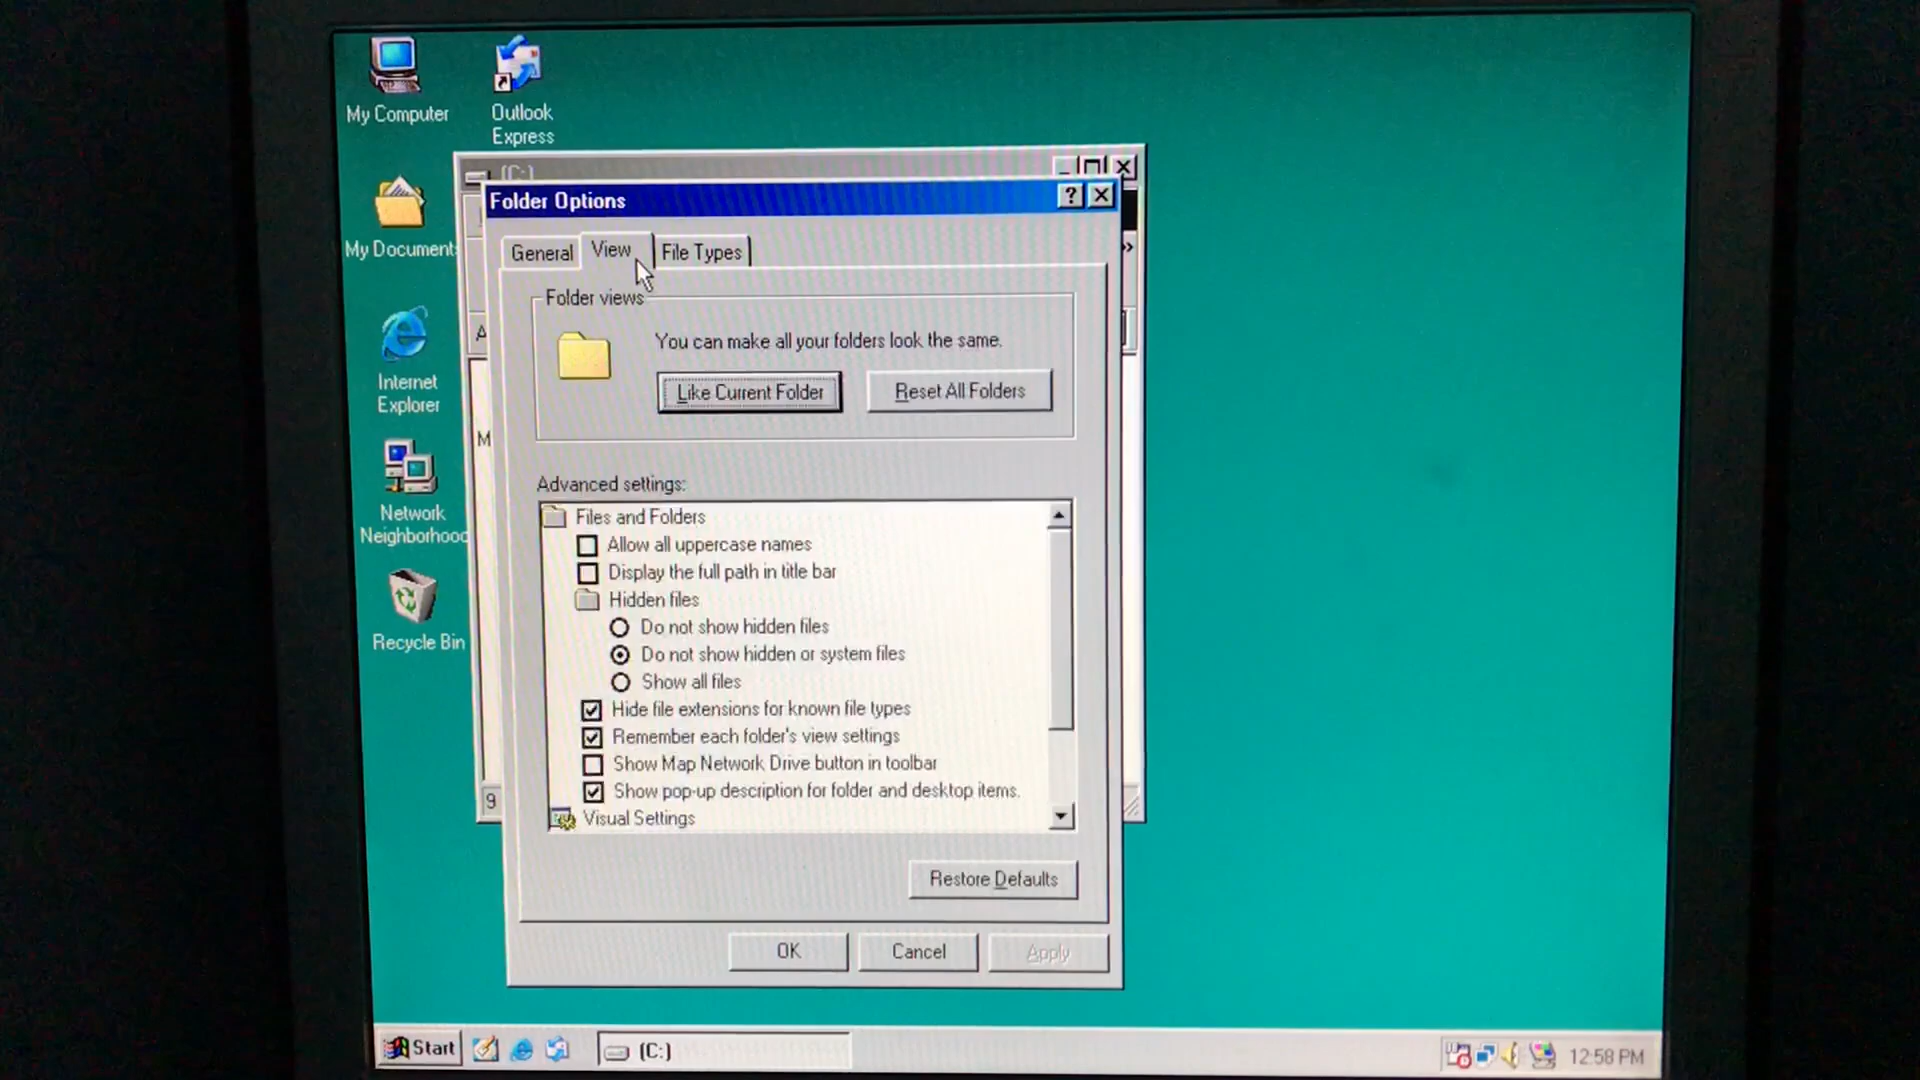 My Computer
Outlook
Express
My Document
Internet
Explorer
Network
Neighborhood
Recycle Bin
(C:)
Folder Options
General
View
File Types
Folder views
You can make all your folders look the same.
Like Current Folder
Reset All Folders
Advanced settings:
Files and Folders
Allow all uppercase names
Display the full path in title bar
Hidden files
Do not show hidden files
Do not show hidden or system files
Show all files
Hide file extensions for known file types
Remember each folder's view settings
Show Map Network Drive button in toolbar
Show pop-up description for folder and desktop items.
Visual Settings
Restore Defaults
OK
Cancel
Apply
A
M
9
Start
(C:)
12:58 PM